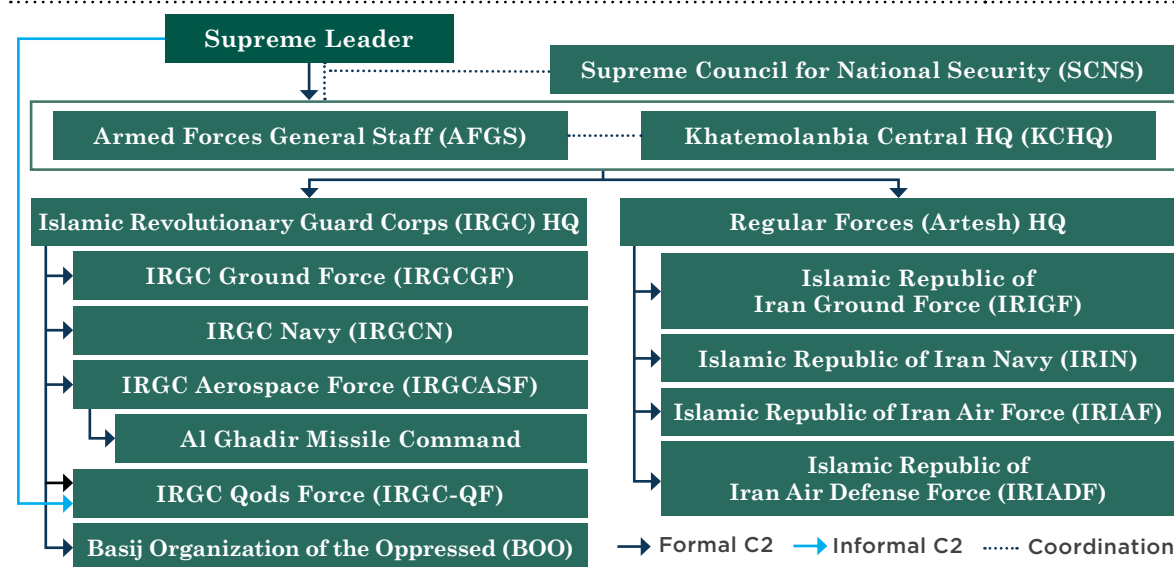 Supreme Leader
Supreme Council for National Security (SCNS)
Armed Forces General Staff (AFGS)
Khatemolanbia Central HQ (KCHQ)
Islamic Revolutionary Guard Corps (IRGC) HQ
IRGC Ground Force (IRGCGF)
IRGC Navy (IRGCN)
IRGC Aerospace Force (IRGCASF)
Al Ghadir Missile Command
IRGC Qods Force (IRGC-QF)
Basij Organization of the Oppressed (BOO)
Regular Forces (Artesh) HQ
Islamic Republic of
Iran Ground Force (IRIGF)
Islamic Republic of Iran Navy (IRIN)
Islamic Republic of Iran Air Force (IRIAF)
Islamic Republic of
Iran Air Defense Force (IRIADF)
Formal C2 Informal C2 Coordination